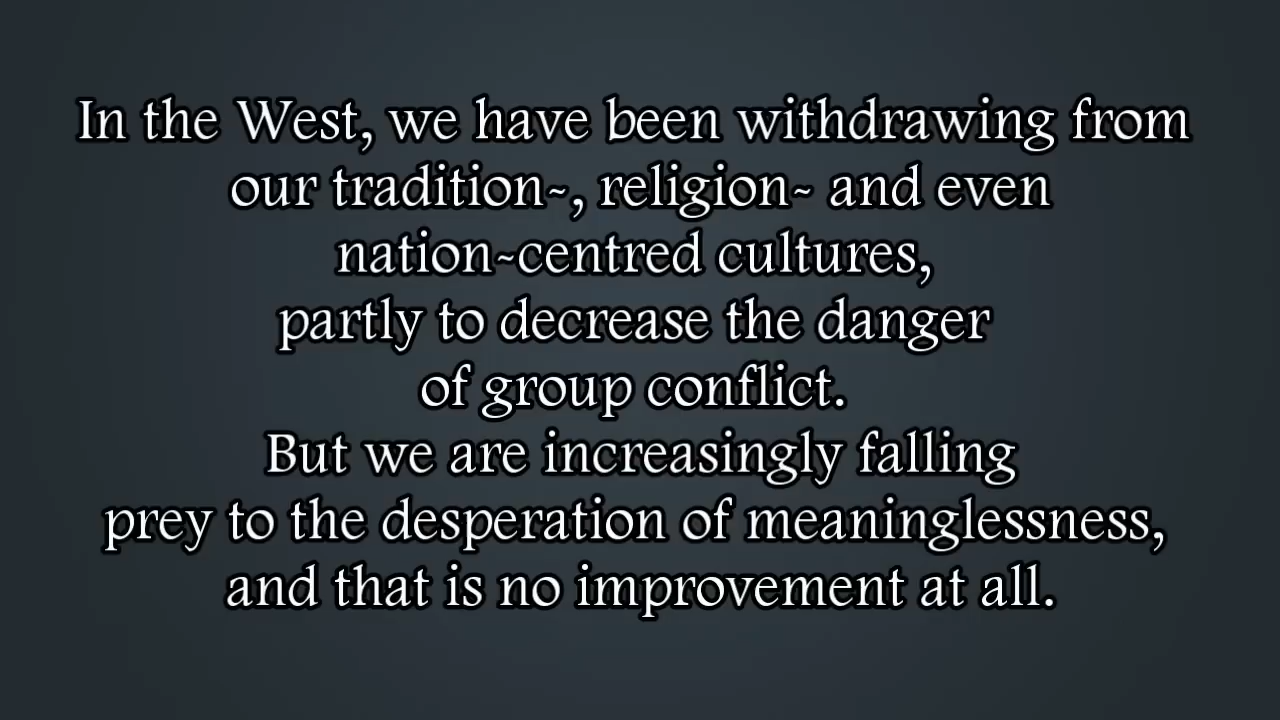 In the West, we have been withdrawing from
our tradition-, religion- and even
nation-centred cultures,
partly to decrease the danger
of group conflict.
But we are increasingly falling
prey to the desperation of meaninglessness,
and that is no improvement at all.